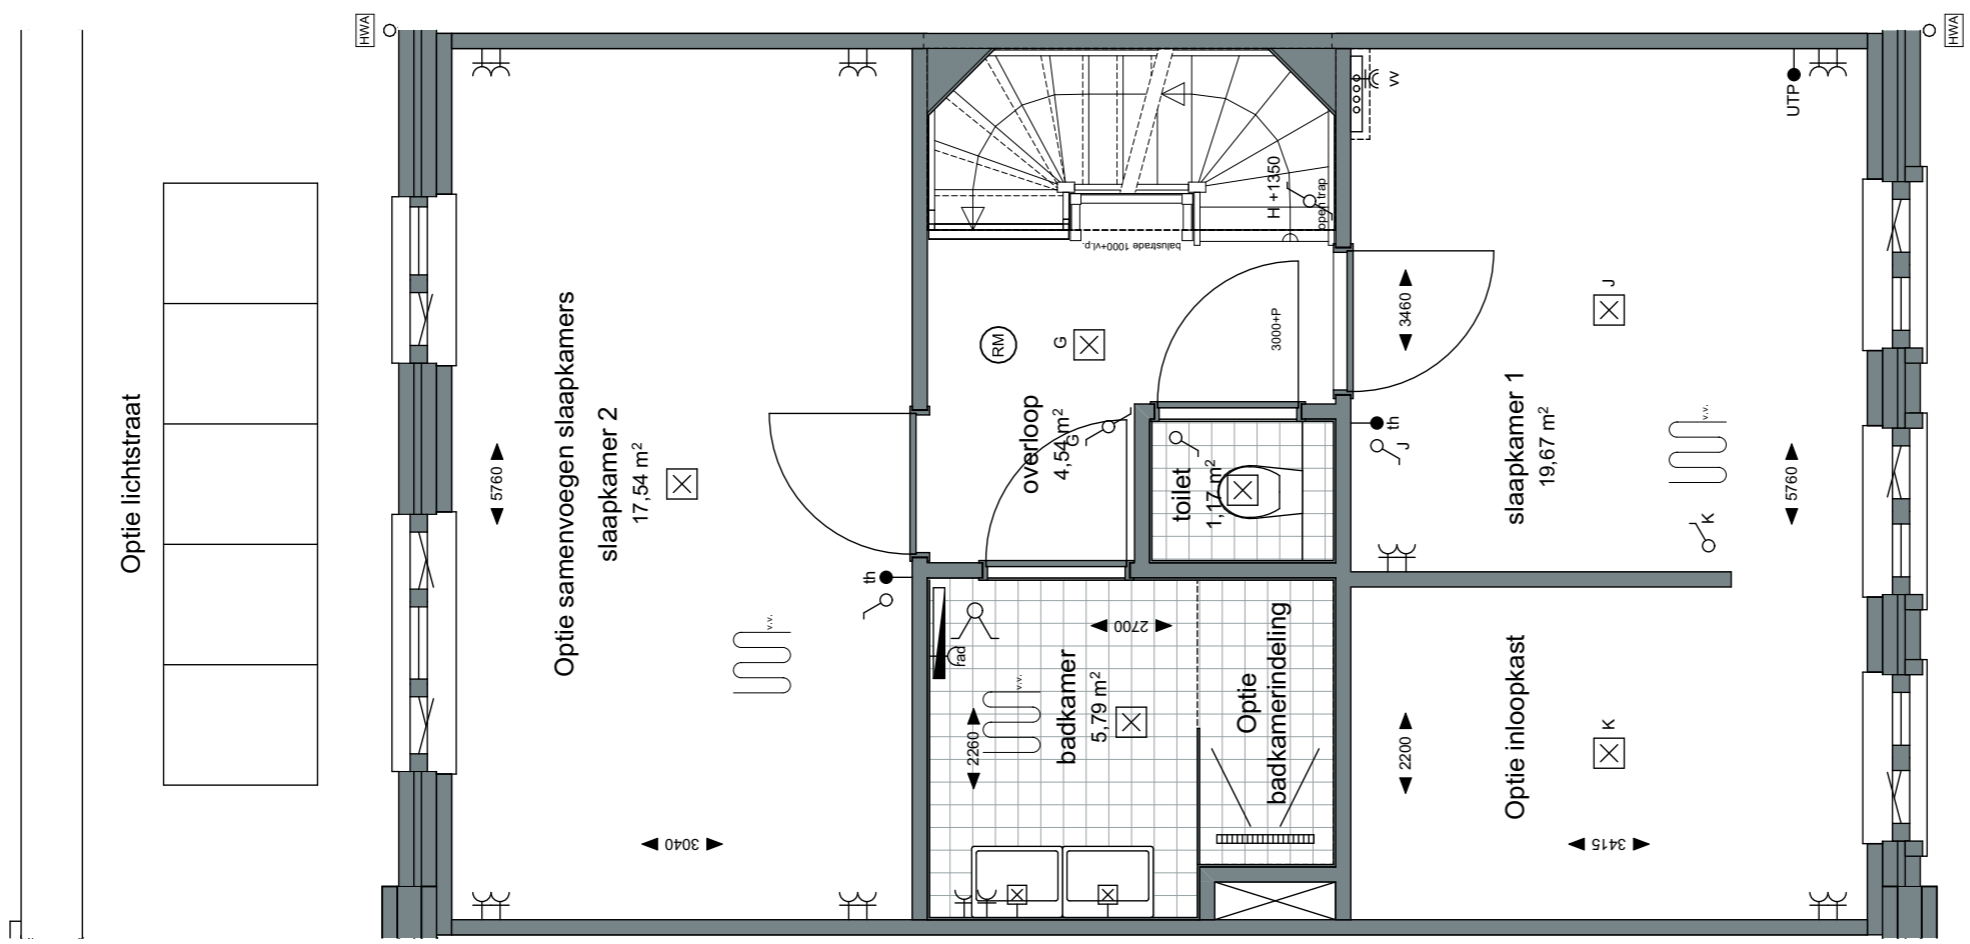 HWA
HWA
Optie lichtstraat
5760
Optie samenvoegen slaapkamers
slaapkamer 2
17,54 m²
3040
v.v.
th
RM
G
overloop
4,54 m²
G
balustrade 1000+vl.p.
H +1350
open trap
3000+P
toilet
1,17 m²
rad
2700
2260
v.v.
badkamer
5,79 m²
Optie
badkamerindeling
VV
UTP
3460
J
th
J
slaapkamer 1
19,67 m²
v.v.
K
5760
2200
Optie inloopkast
K
3415